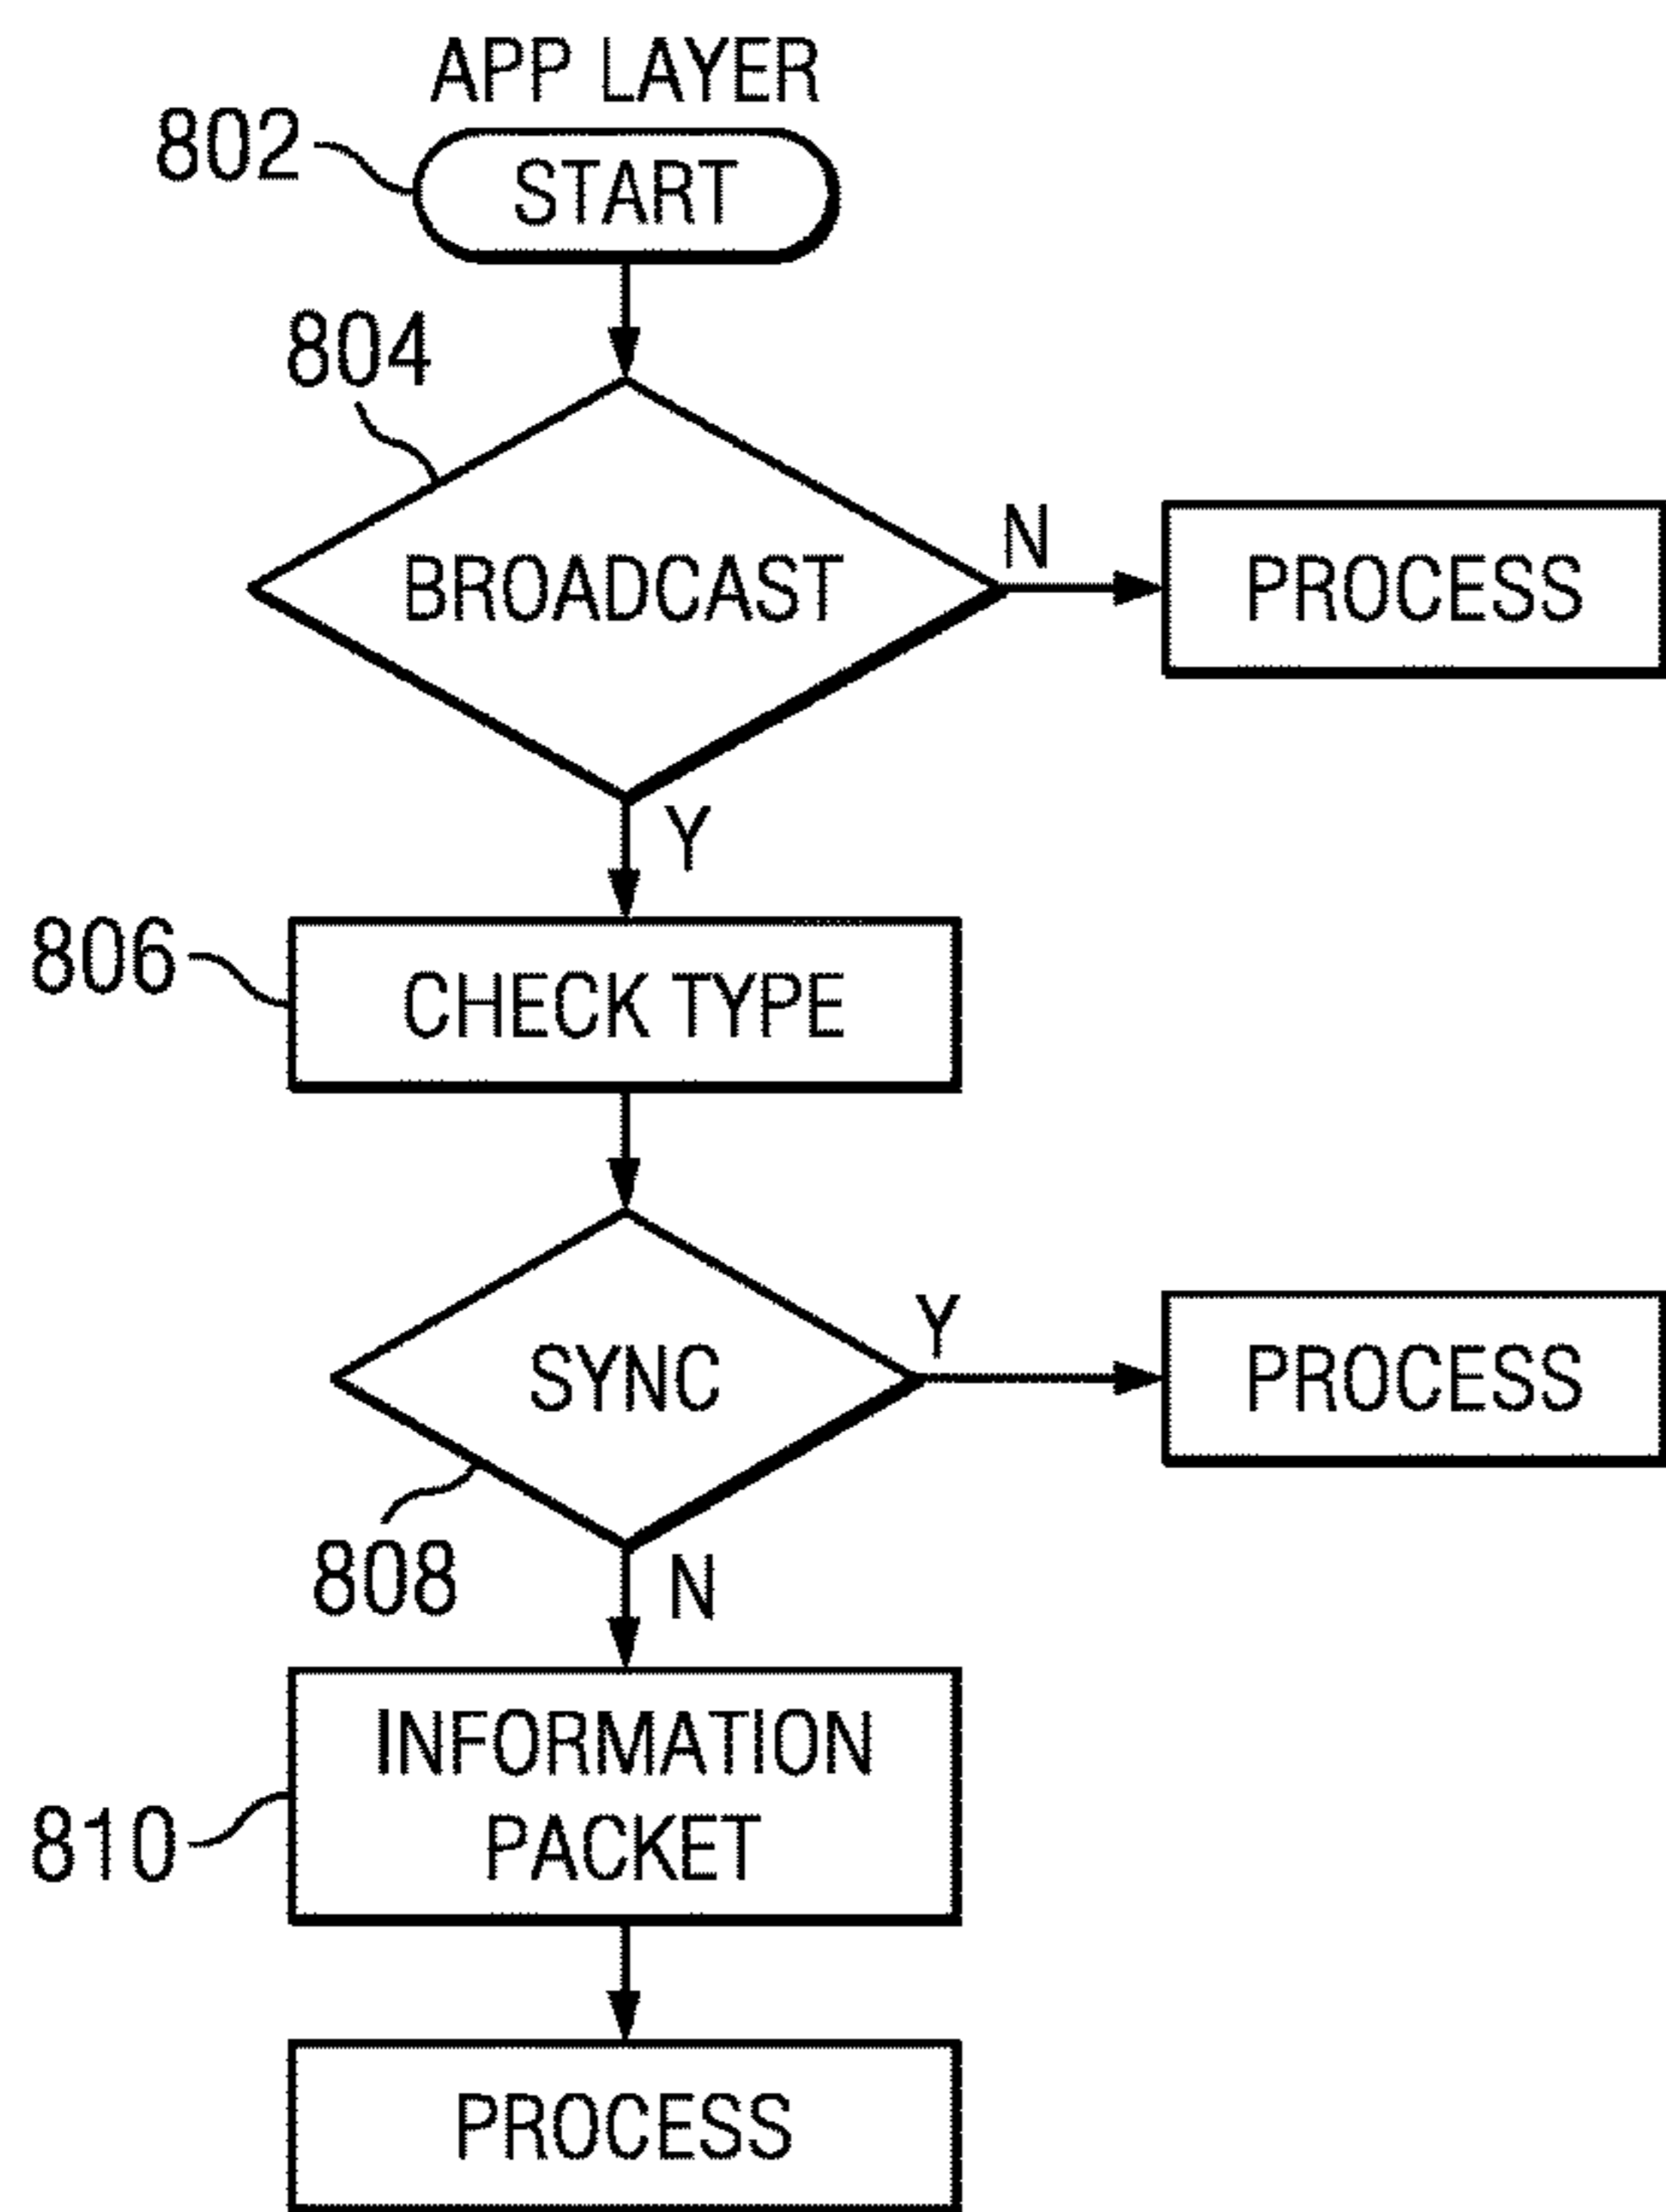 APP LAYER
802
START
804
BROADCAST
N
PROCESS
Y
806
CHECK TYPE
SYNC
Y
PROCESS
808
N
INFORMATION
PACKET
810
PROCESS